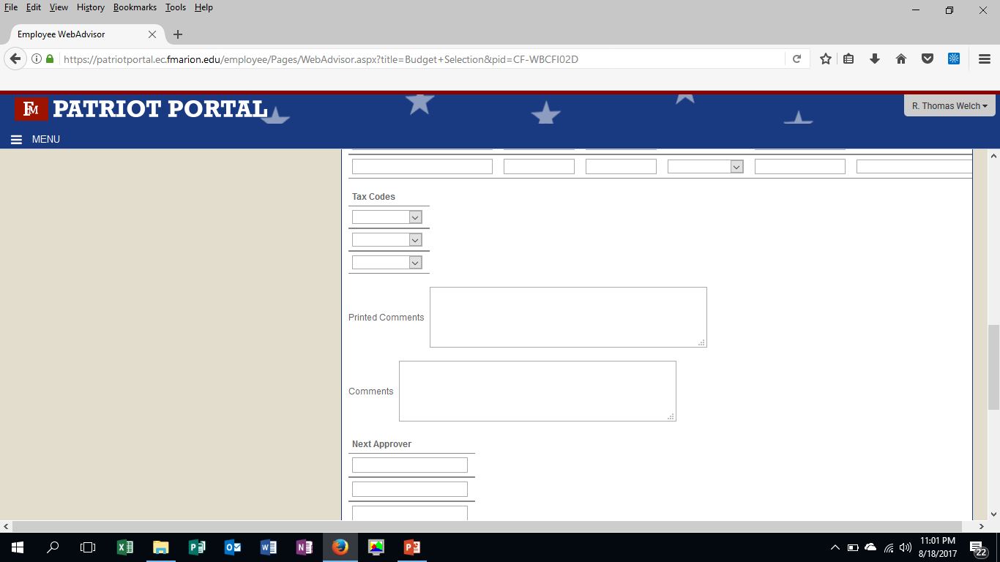 File Edit View History Bookmarks Tools Help
Employee WebAdvisor
https://patriotportal.ec.fmarion.edu/employee/Pages/WebAdvisor.aspx?title=Budget+Selection&pid=CF-WBCFI02D
FM PATRIOT PORTAL
R. Thomas Welch
MENU
Tax Codes
Printed Comments
Comments
Next Approver
11:01 PM
8/18/2017
22